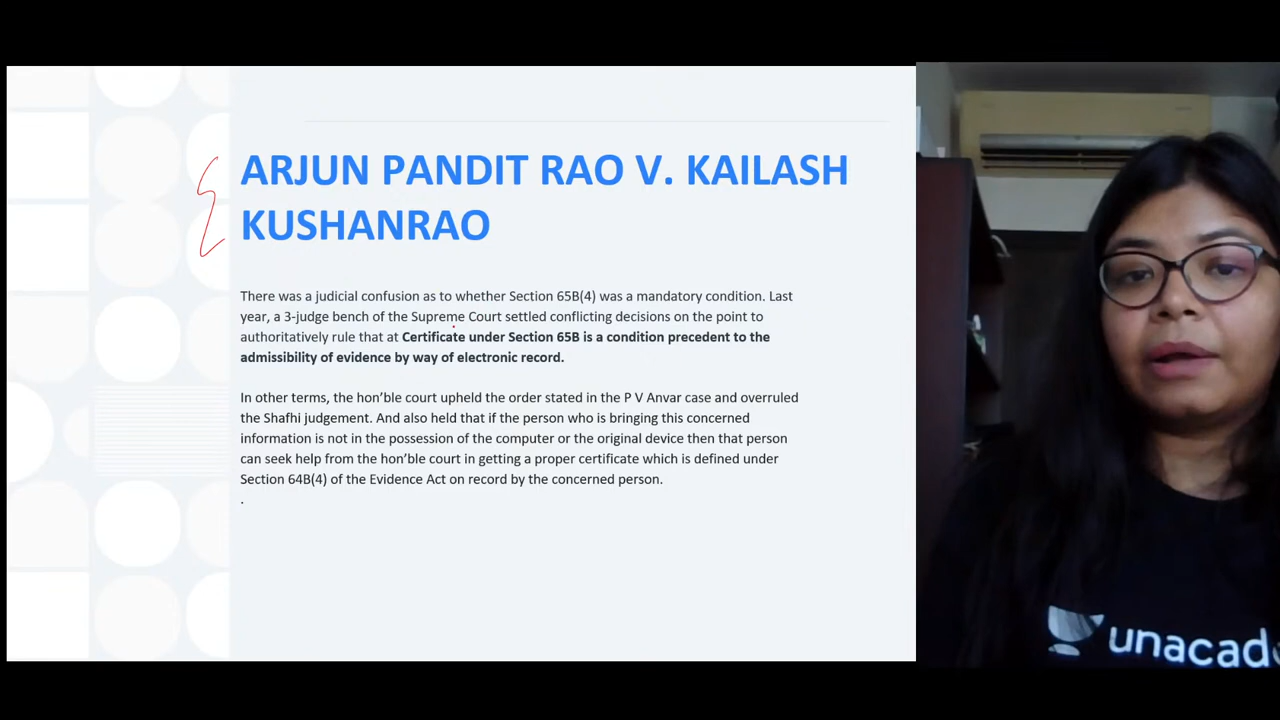 ARJUN PANDIT RAO V. KAILASH
KUSHANRAO
There was a judicial confusion as to whether Section 65B(4) was a mandatory condition. Last
year, a 3-judge bench of the Supreme Court settled conflicting decisions on the point to
authoritatively rule that at Certificate under Section 65B is a condition precedent to the
admissibility of evidence by way of electronic record.
In other terms, the hon’ble court upheld the order stated in the P V Anvar case and overruled
the Shafhi judgement. And also held that if the person who is bringing this concerned
information is not in the possession of the computer or the original device then that person
can seek help from the hon’ble court in getting a proper certificate which is defined under
Section 64B(4) of the Evidence Act on record by the concerned person.
.